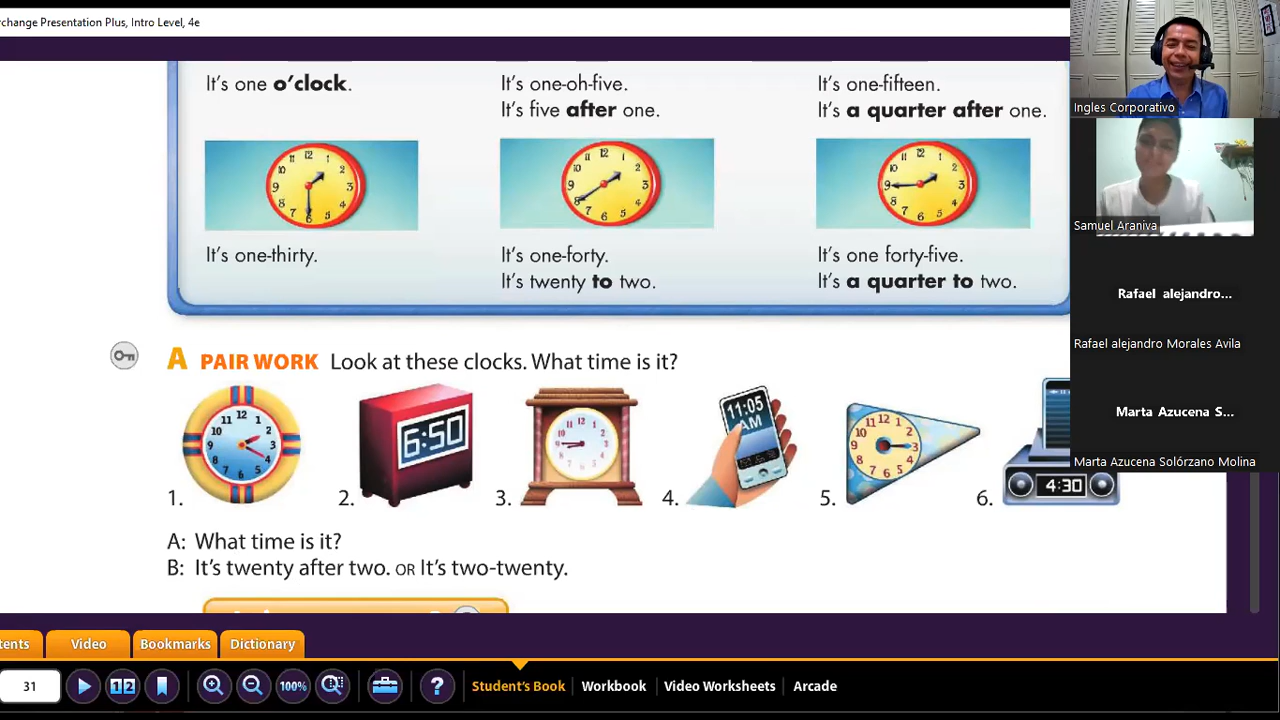 rchange Presentation Plus, Intro Level, 4e
It's one o'clock.
It's one-oh-five.
It's five after one.
It's one-fifteen.
It's a quarter after one.
It's one-thirty.
It's one-forty.
It's twenty to two.
It's one forty-five.
It's a quarter to two.
A PAIR WORK Look at these clocks. What time is it?
1.
2. 6:50
3.
4. 11:05 AM
5.
6. 4:30
A: What time is it?
B: It's twenty after two. OR It's two-twenty.
tents
Video
Bookmarks
Dictionary
31
12
100%
?
Student's Book
Workbook
Video Worksheets
Arcade
Ingles Corporativo
Samuel Araniva
Rafael alejandro...
Rafael alejandro Morales Avila
Marta Azucena S...
Marta Azucena Solórzano Molina